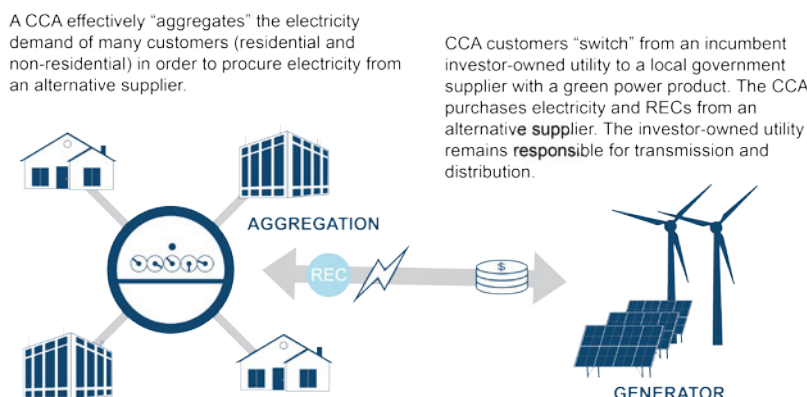 A CCA effectively “aggregates” the electricity
demand of many customers (residential and
non-residential) in order to procure electricity from
an alternative supplier.
CCA customers “switch” from an incumbent
investor-owned utility to a local government
supplier with a green power product. The CCA
purchases electricity and RECs from an
alternative supplier. The investor-owned utility
remains responsible for transmission and
distribution.
AGGREGATION
REC
$
GENERATOR